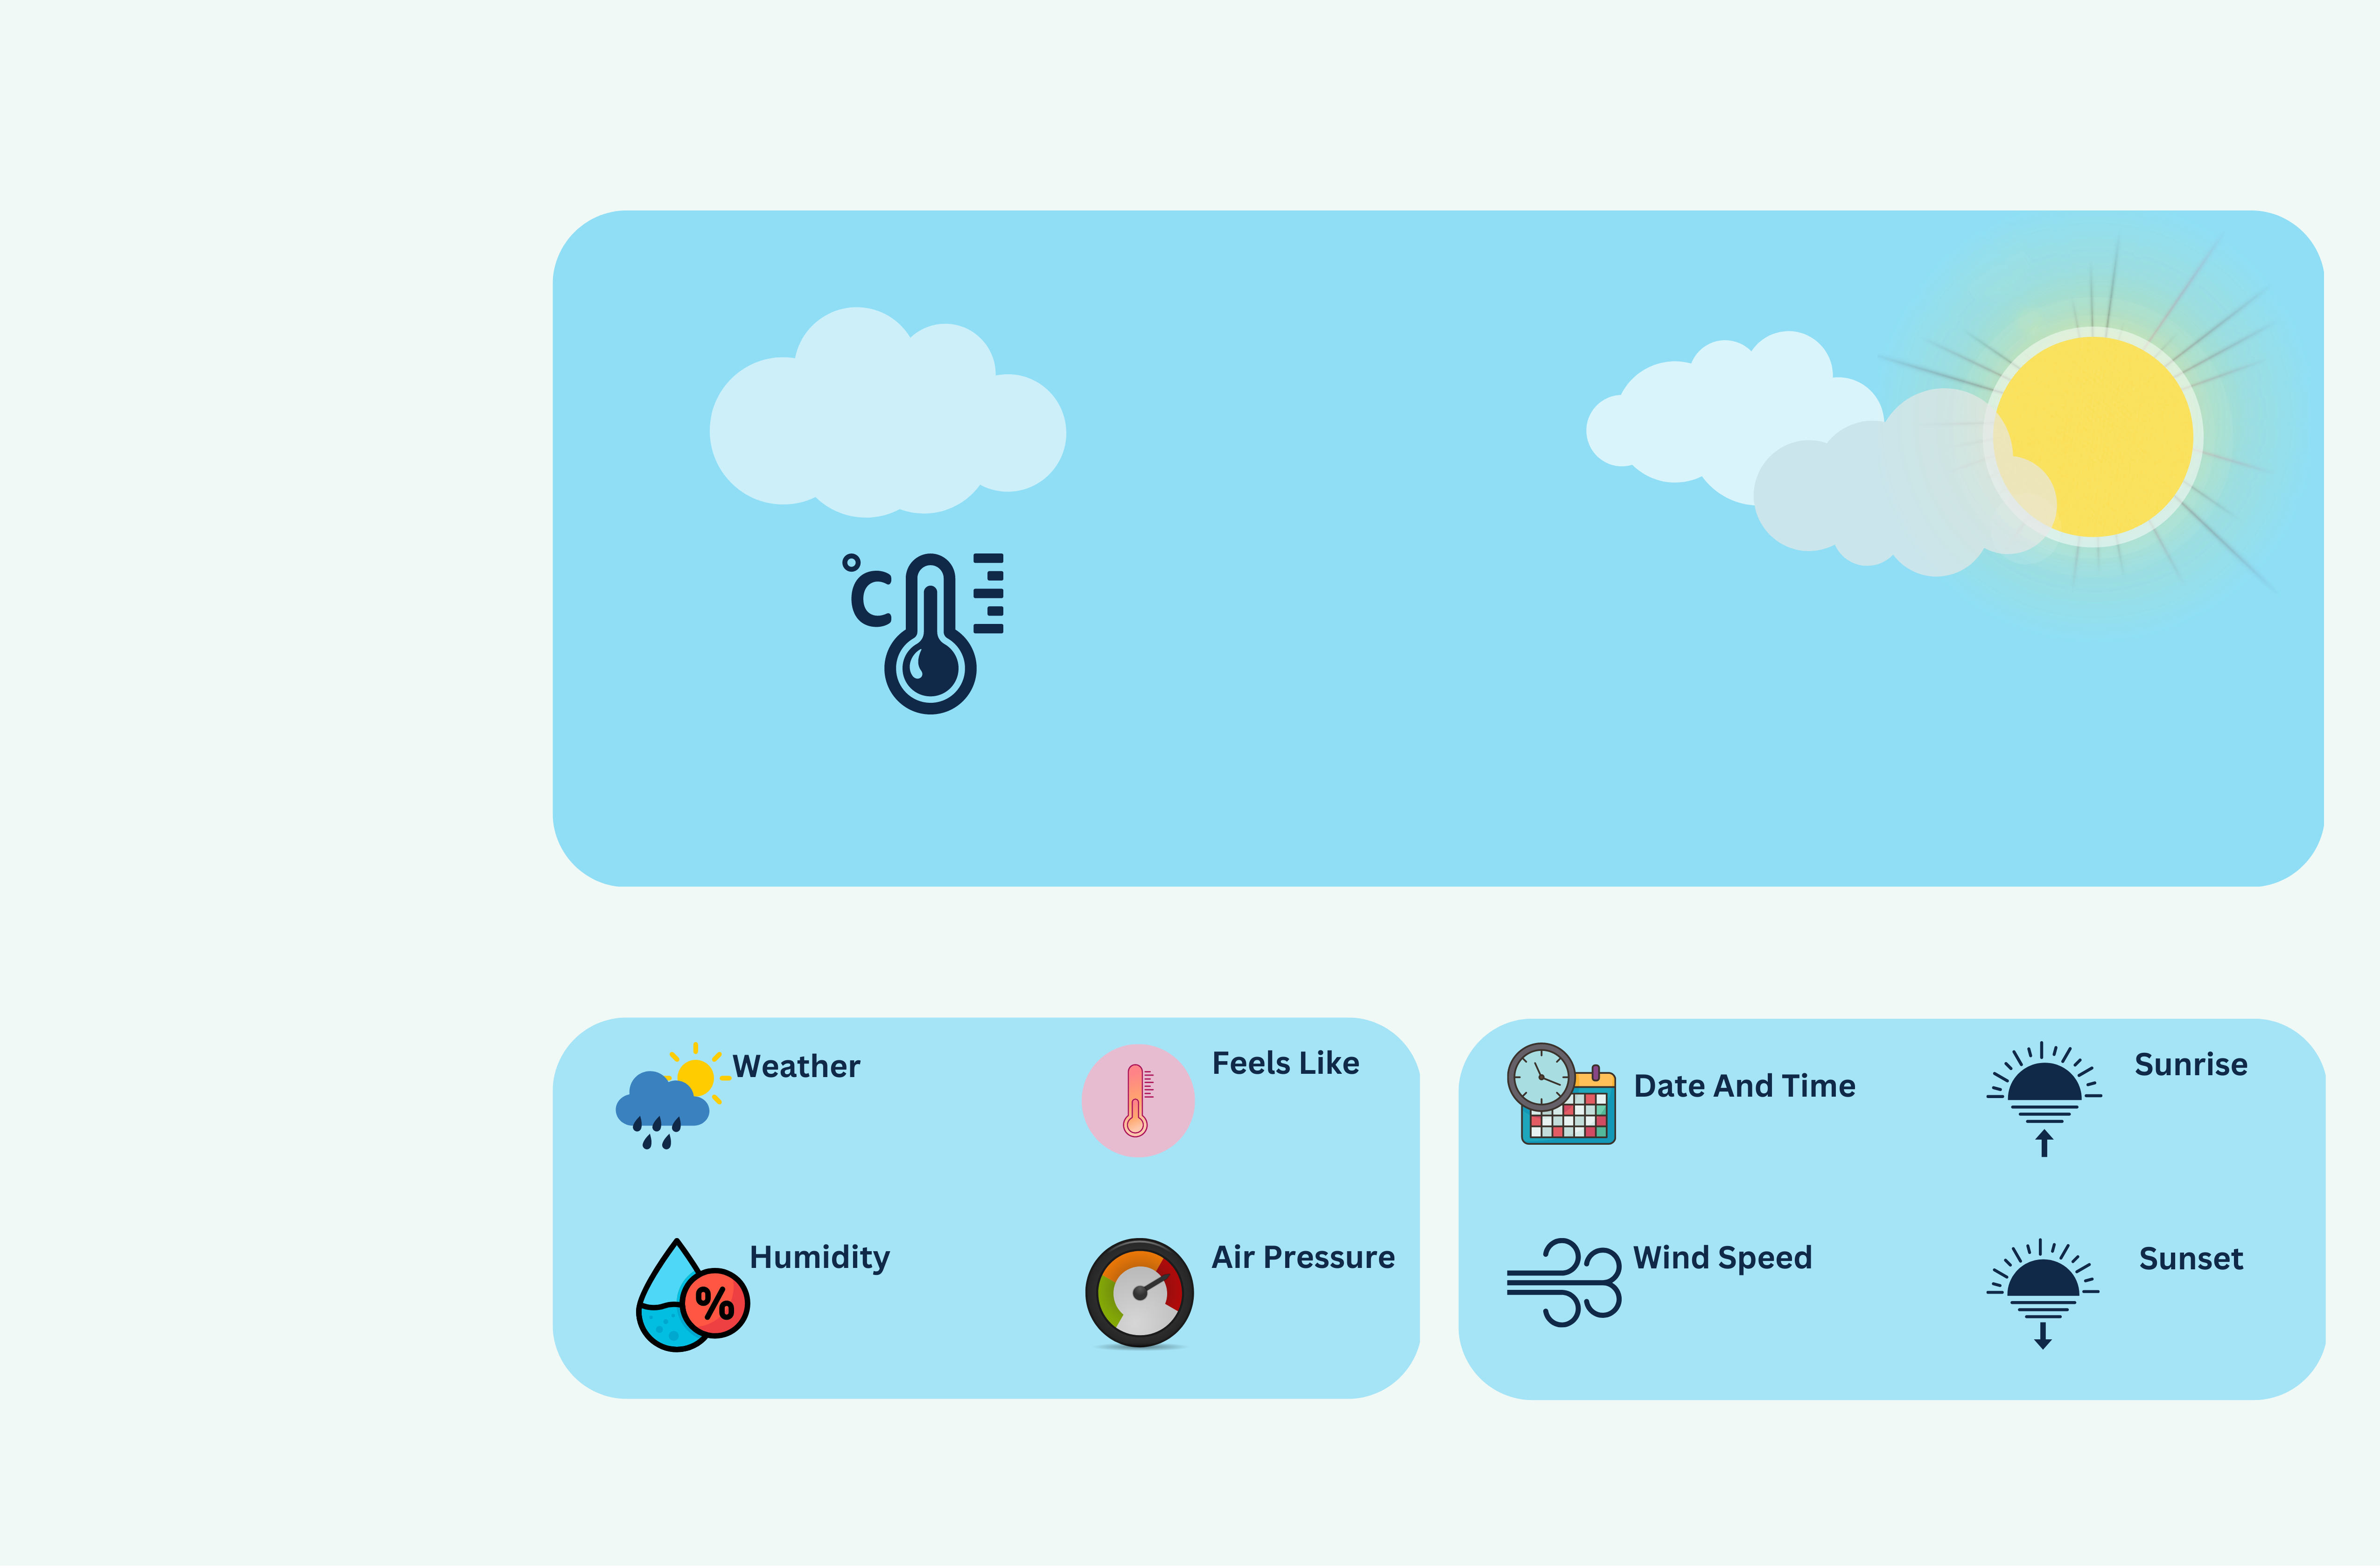 °C
Weather
Feels Like
Date And Time
Sunrise
Humidity
%
Air Pressure
Wind Speed
Sunset